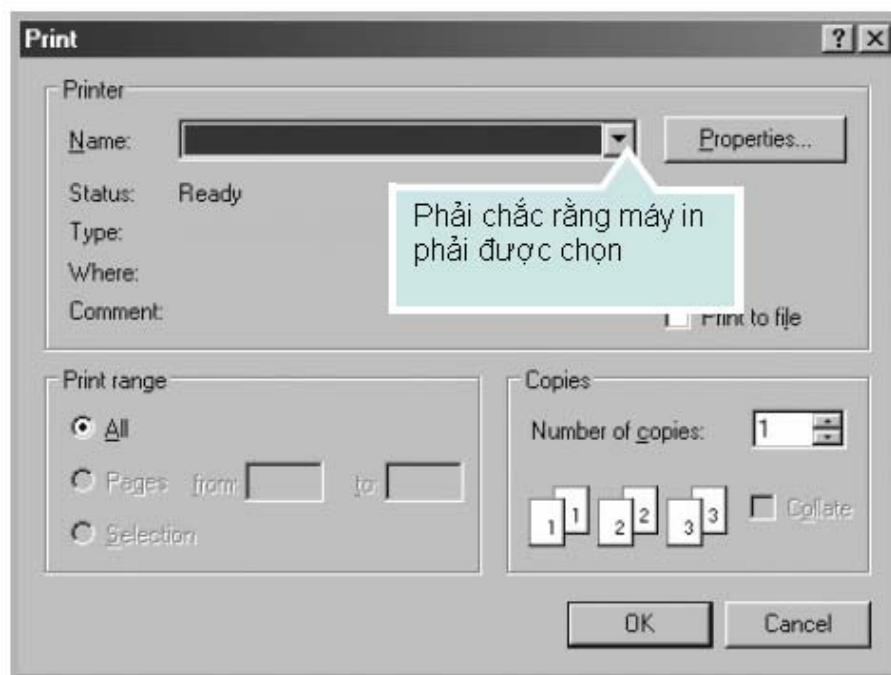 Print
Printer
Name:
Properties...
Status: Ready
Phải chắc rằng máy in
phải được chọn
Type:
Where:
Comment:
Print to file
Print range
All
Pages from: to:
Selection
Copies
Number of copies: 1
1 1 2 2 3 3
Collate
OK Cancel